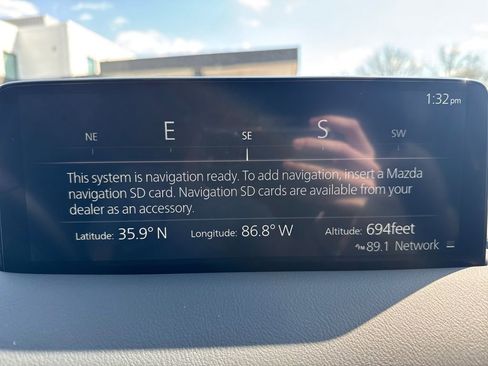 1:32pm
NE E SE S SW
This system is navigation ready. To add navigation, insert a Mazda
navigation SD card. Navigation SD cards are available from your
dealer as an accessory.
Latitude: 35.9° N Longitude: 86.8° W Altitude: 694feet
FM 89.1 Network